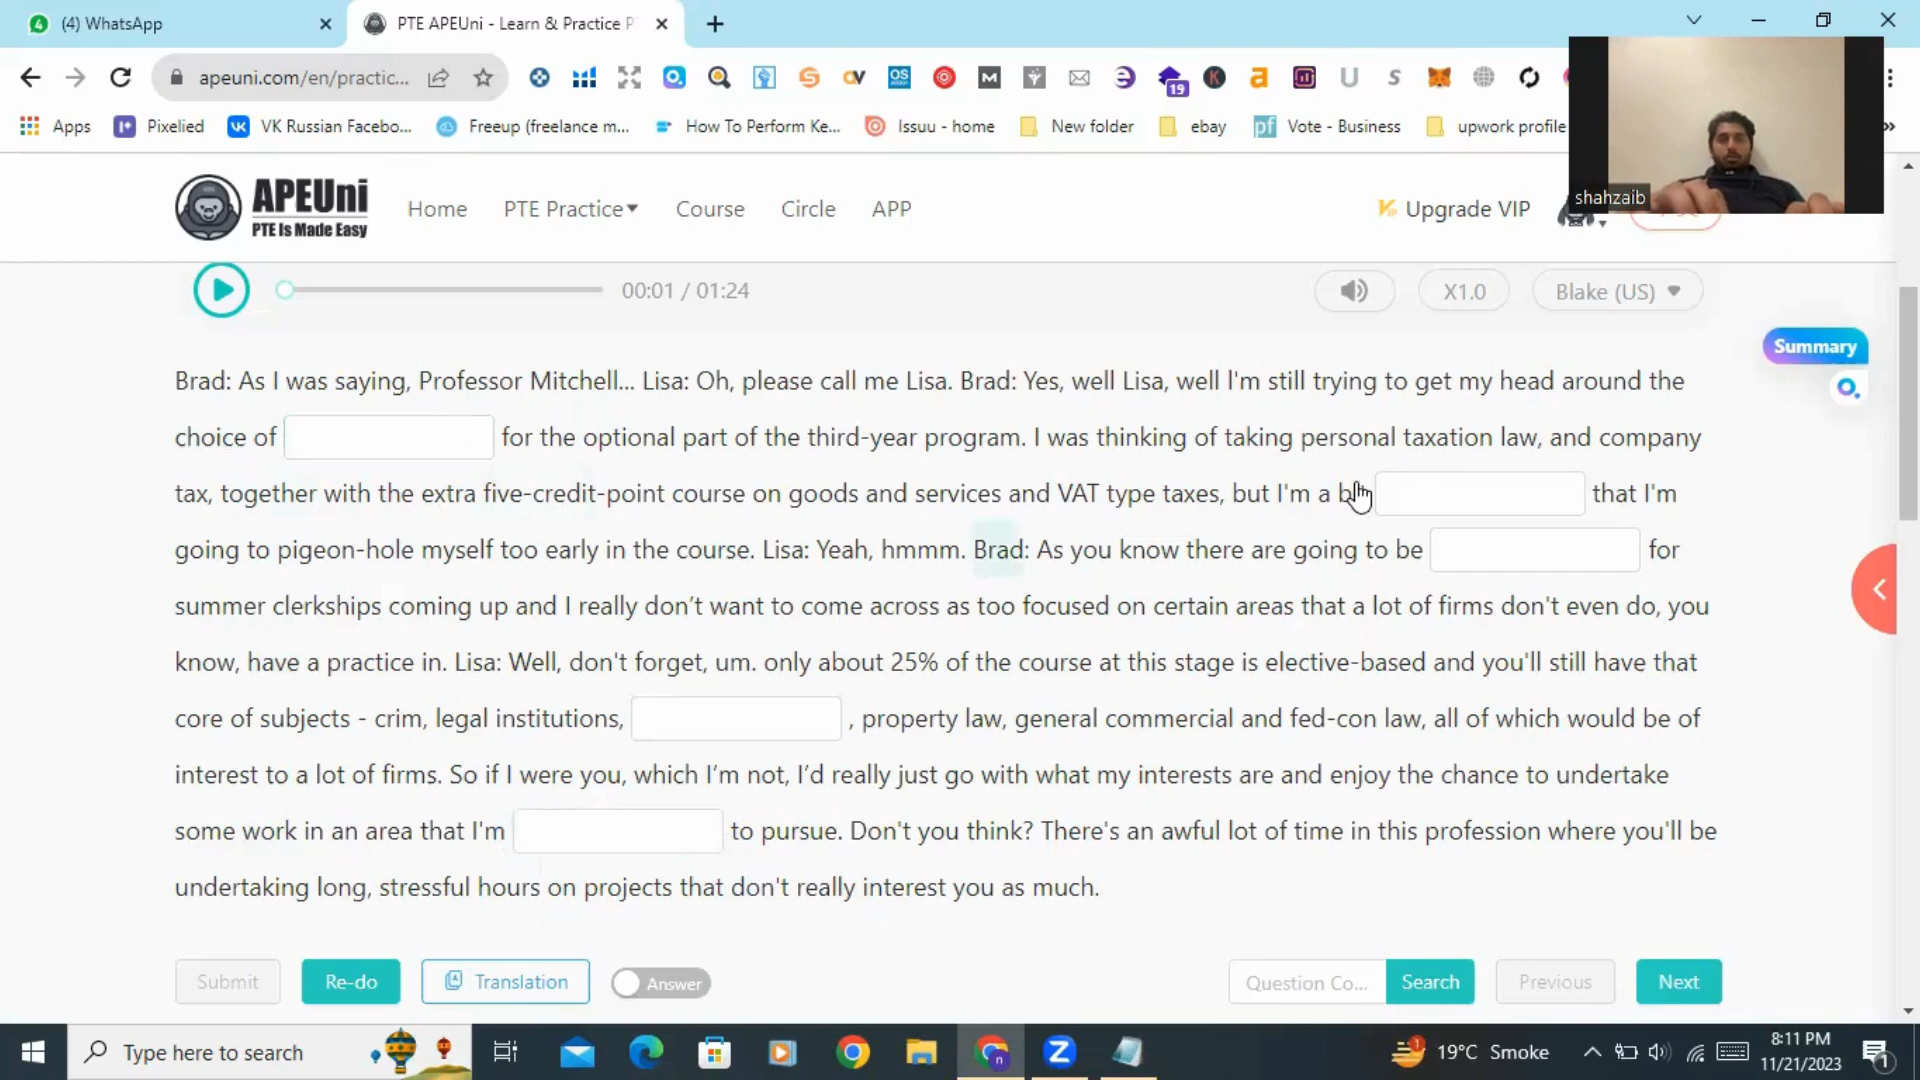 (4) WhatsApp
PTE APEUni - Learn & Practice P
apeuni.com/en/practic...
OS
M
19
K
a
U
S
Apps
Pixelied
VK Russian Facebo...
Freeup (freelance m...
How To Perform Ke...
Issuu - home
New folder
ebay
pf Vote - Business
upwork profile
shahzaib
APEUni
PTE Is Made Easy
Home
PTE Practice
Course
Circle
APP
Upgrade VIP
00:01 / 01:24
X1.0
Blake (US)
Summary
Brad: As I was saying, Professor Mitchell... Lisa: Oh, please call me Lisa. Brad: Yes, well Lisa, well I'm still trying to get my head around the
choice of for the optional part of the third-year program. I was thinking of taking personal taxation law, and company
tax, together with the extra five-credit-point course on goods and services and VAT type taxes, but I'm a that I'm
going to pigeon-hole myself too early in the course. Lisa: Yeah, hmmm. Brad: As you know there are going to be for
summer clerkships coming up and I really don’t want to come across as too focused on certain areas that a lot of firms don't even do, you
know, have a practice in. Lisa: Well, don't forget, um. only about 25% of the course at this stage is elective-based and you'll still have that
core of subjects - crim, legal institutions, , property law, general commercial and fed-con law, all of which would be of
interest to a lot of firms. So if I were you, which I’m not, I’d really just go with what my interests are and enjoy the chance to undertake
some work in an area that I'm to pursue. Don't you think? There's an awful lot of time in this profession where you'll be
undertaking long, stressful hours on projects that don't really interest you as much.
Submit
Re-do
Translation
Answer
Question Co...
Search
Previous
Next
Type here to search
19°C Smoke
8:11 PM
11/21/2023
1